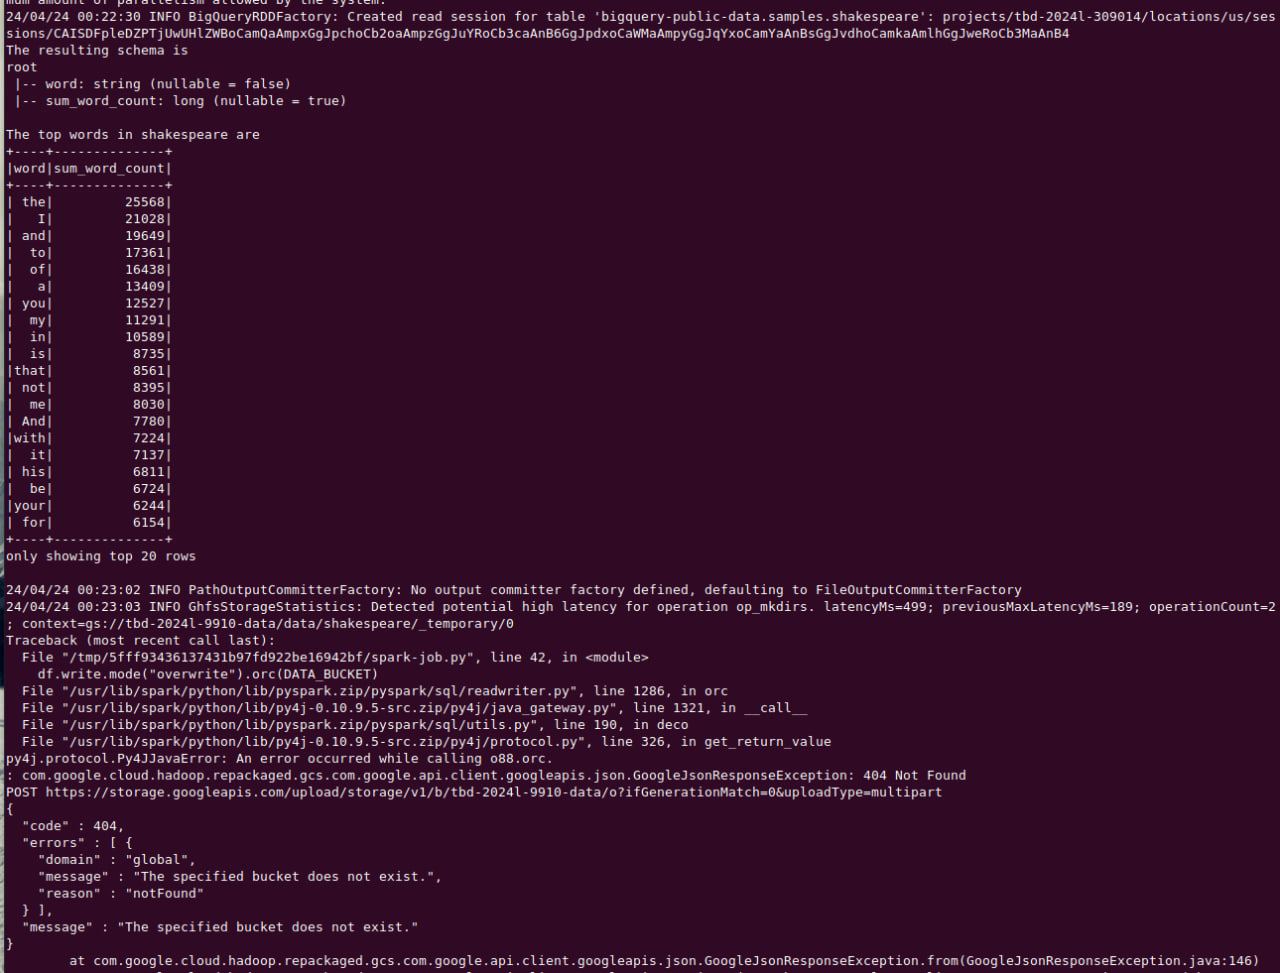 mum amount of parallelism allowed by the system.
24/04/24 00:22:30 INFO BigQueryRDDFactory: Created read session for table 'bigquery-public-data.samples.shakespeare': projects/tbd-2024l-309014/locations/us/ses
sions/CAISDFpleDZPTjUwUHlZWBoCamQaAmpxGgJpchoCb2oaAmpzGgJuYRoCb3caAnB6GgJpdxoCaWMaAmpyGgJqYxoCamYaAnBsGgJvdhoCamkaAmlhGgJweRoCb3MaAnB4
The resulting schema is
root
 |-- word: string (nullable = false)
 |-- sum_word_count: long (nullable = true)
The top words in shakespeare are
+----+--------------+
|word|sum_word_count|
+----+--------------+
| the|         25568|
|   I|         21028|
| and|         19649|
|  to|         17361|
|  of|         16438|
|   a|         13409|
| you|         12527|
|  my|         11291|
|  in|         10589|
|  is|          8735|
|that|          8561|
| not|          8395|
|  me|          8030|
| And|          7780|
|with|          7224|
|  it|          7137|
| his|          6811|
|  be|          6724|
|your|          6244|
| for|          6154|
+----+--------------+
only showing top 20 rows
24/04/24 00:23:02 INFO PathOutputCommitterFactory: No output committer factory defined, defaulting to FileOutputCommitterFactory
24/04/24 00:23:03 INFO GhfsStorageStatistics: Detected potential high latency for operation op_mkdirs. latencyMs=499; previousMaxLatencyMs=189; operationCount=2
; context=gs://tbd-2024l-9910-data/data/shakespeare/_temporary/0
Traceback (most recent call last):
  File "/tmp/5fff93436137431b97fd922be16942bf/spark-job.py", line 42, in <module>
    df.write.mode("overwrite").orc(DATA_BUCKET)
  File "/usr/lib/spark/python/lib/pyspark.zip/pyspark/sql/readwriter.py", line 1286, in orc
  File "/usr/lib/spark/python/lib/py4j-0.10.9.5-src.zip/py4j/java_gateway.py", line 1321, in __call__
  File "/usr/lib/spark/python/lib/pyspark.zip/pyspark/sql/utils.py", line 190, in deco
  File "/usr/lib/spark/python/lib/py4j-0.10.9.5-src.zip/py4j/protocol.py", line 326, in get_return_value
py4j.protocol.Py4JJavaError: An error occurred while calling o88.orc.
: com.google.cloud.hadoop.repackaged.gcs.com.google.api.client.googleapis.json.GoogleJsonResponseException: 404 Not Found
POST https://storage.googleapis.com/upload/storage/v1/b/tbd-2024l-9910-data/o?ifGenerationMatch=0&uploadType=multipart
{
  "code" : 404,
  "errors" : [ {
    "domain" : "global",
    "message" : "The specified bucket does not exist.",
    "reason" : "notFound"
  } ],
  "message" : "The specified bucket does not exist."
}
        at com.google.cloud.hadoop.repackaged.gcs.com.google.api.client.googleapis.json.GoogleJsonResponseException.from(GoogleJsonResponseException.java:146)